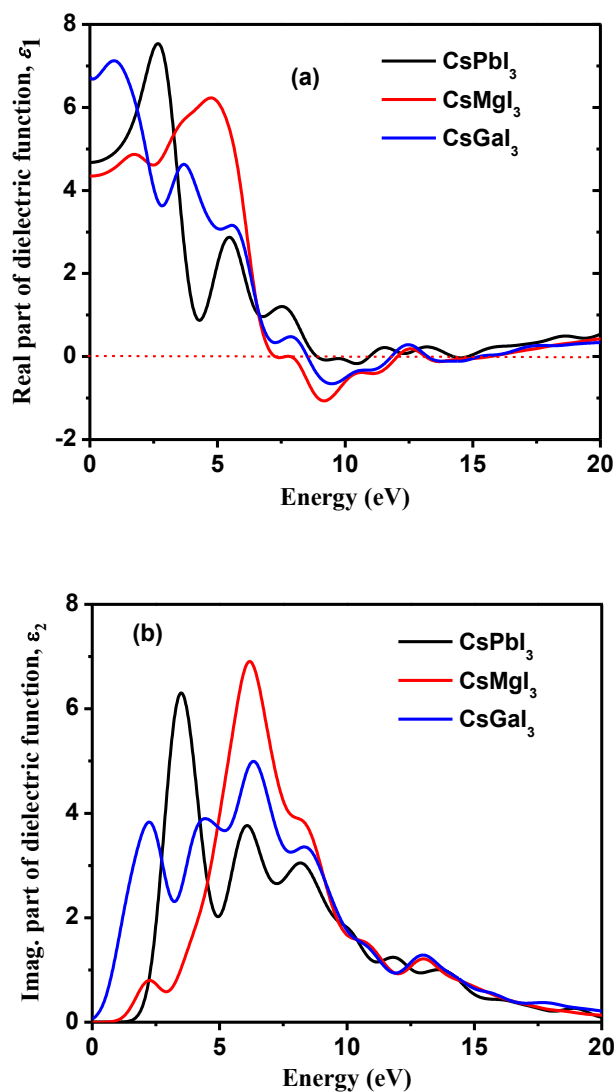 8
6
4
2
0
-2
Real part of dielectric function, ε1
(a)
CsPbI3
CsMgI3
CsGaI3
0 5 10 15 20
Energy (eV)
8
6
4
2
0
Imag. part of dielectric function, ε2
(b)
CsPbI3
CsMgI3
CsGaI3
0 5 10 15 20
Energy (eV)